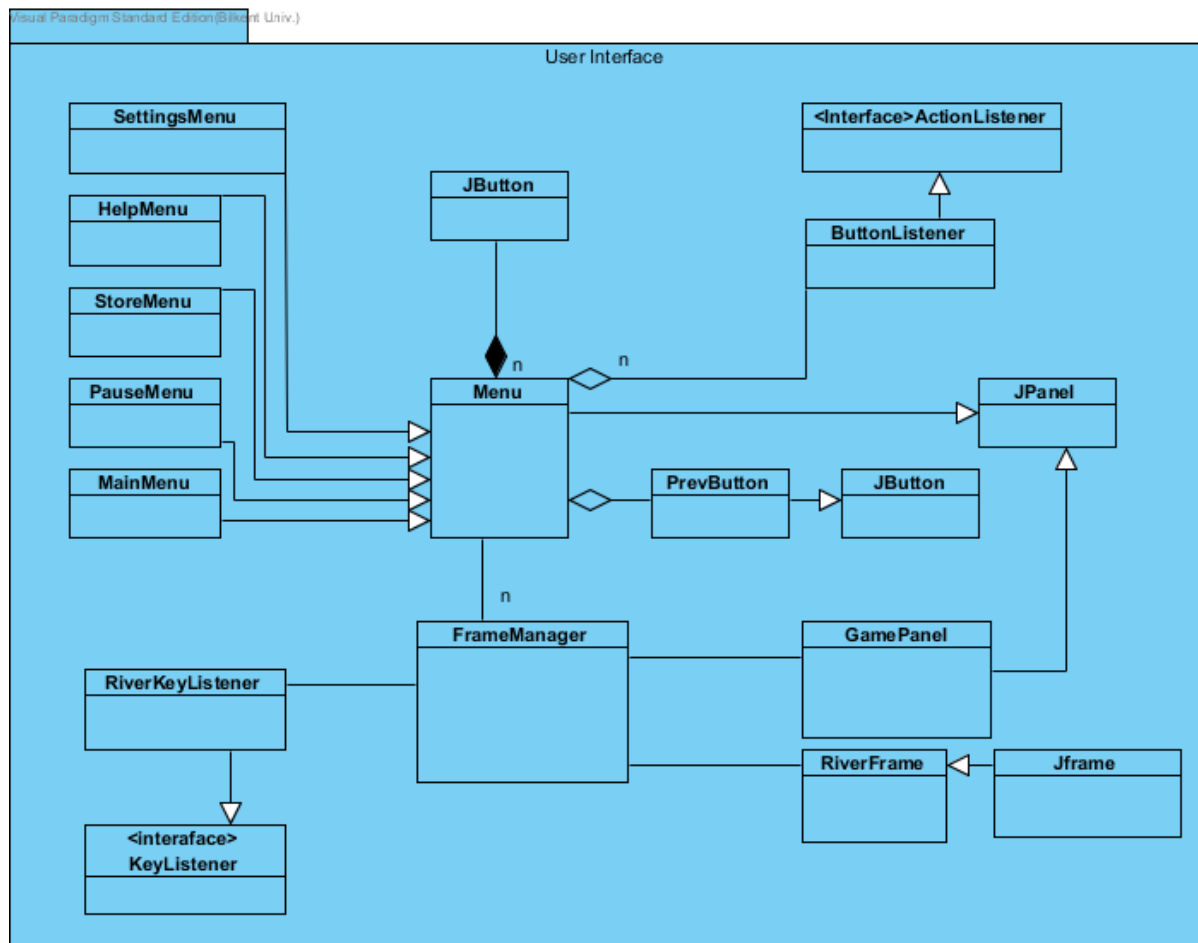 Visual Paradigm Standard Edition(Bilkent Univ.)
User Interface
SettingsMenu
<Interface>ActionListener
JButton
HelpMenu
ButtonListener
StoreMenu
n
n
PauseMenu
Menu
JPanel
MainMenu
PrevButton
JButton
n
FrameManager
GamePanel
RiverKeyListener
RiverFrame
Jframe
<interaface>
KeyListener